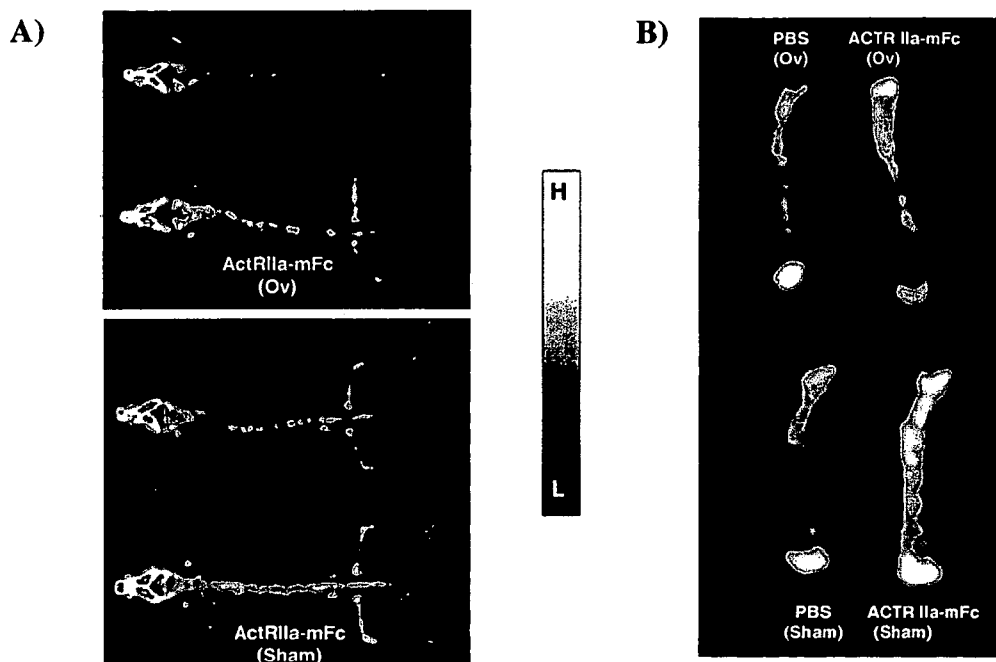 A)
ActRIIa-mFc
(Ov)
ActRIIa-mFc
(Sham)
H
L
B)
PBS
(Ov)
ACTR IIa-mFc
(Ov)
PBS
(Sham)
ACTR IIa-mFc
(Sham)